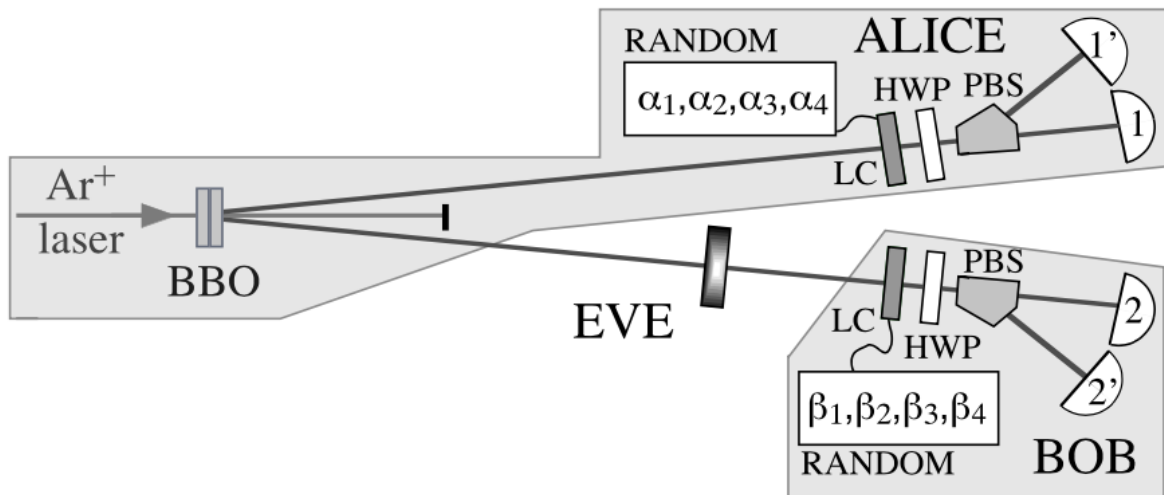 RANDOM
ALICE
α₁,α₂,α₃,α₄
HWP
PBS
1'
1
LC
Ar⁺
laser
BBO
EVE
LC
HWP
PBS
2
2'
β₁,β₂,β₃,β₄
RANDOM
BOB